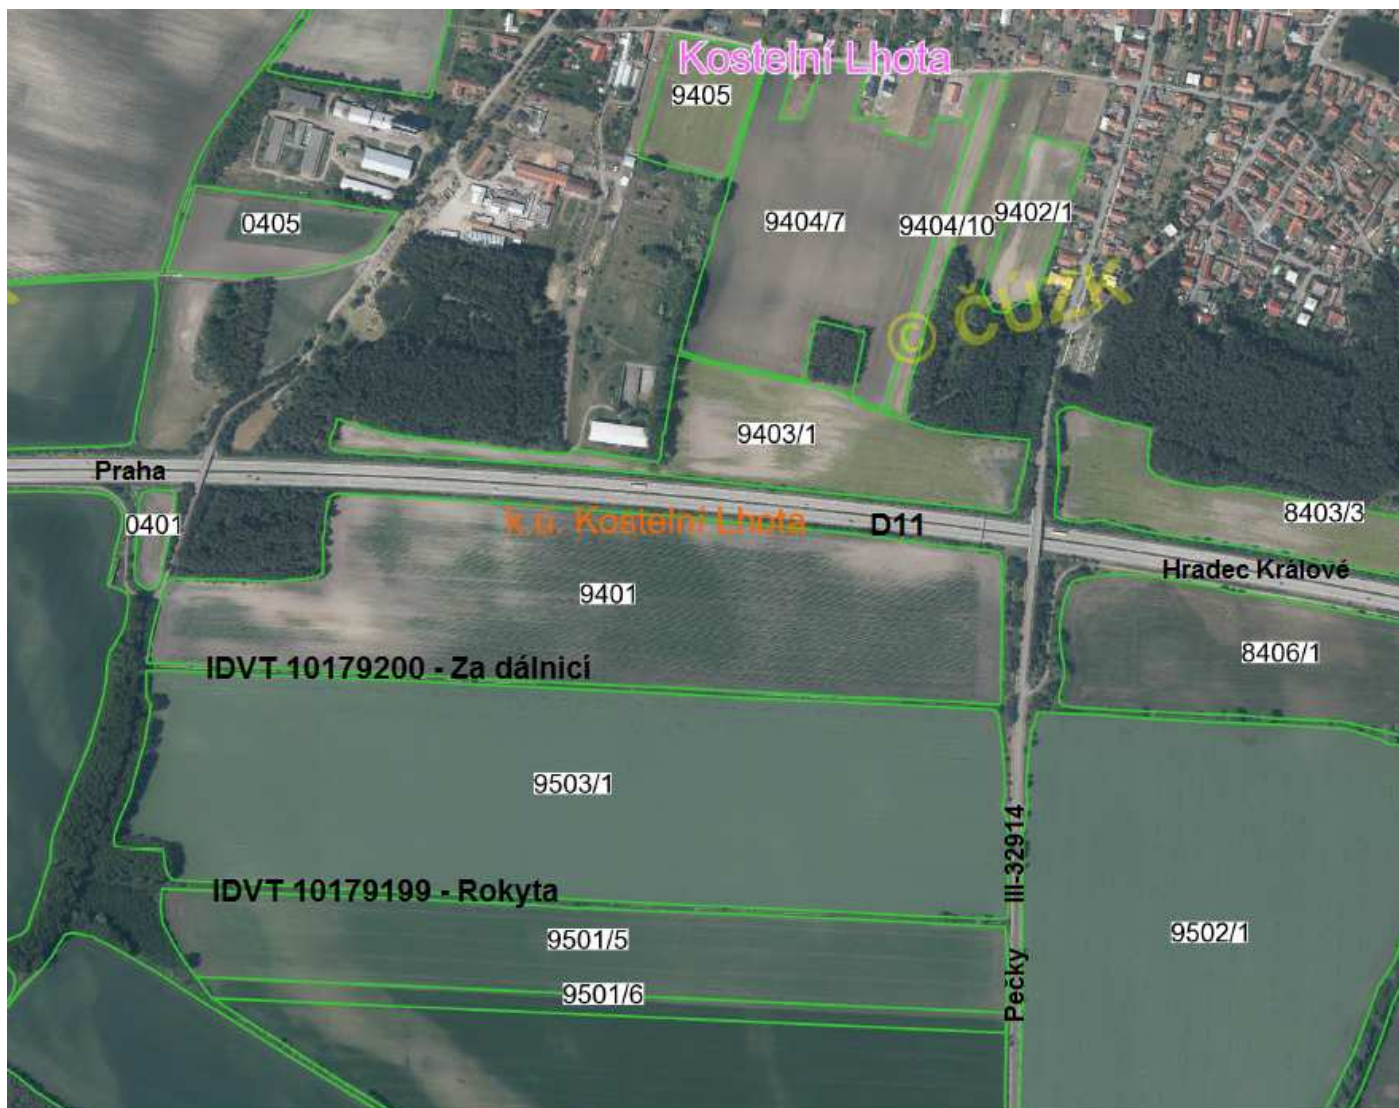 Kostelní Lhota
9405
0405
9404/7
9404/10
9402/1
© ČÚZK
9403/1
Praha
0401
k.ú. Kostelní Lhota
D11
8403/3
Hradec Králové
9401
8406/1
IDVT 10179200 - Za dálnicí
9503/1
III-32914
IDVT 10179199 - Rokyta
9501/5
9502/1
9501/6
Pečky